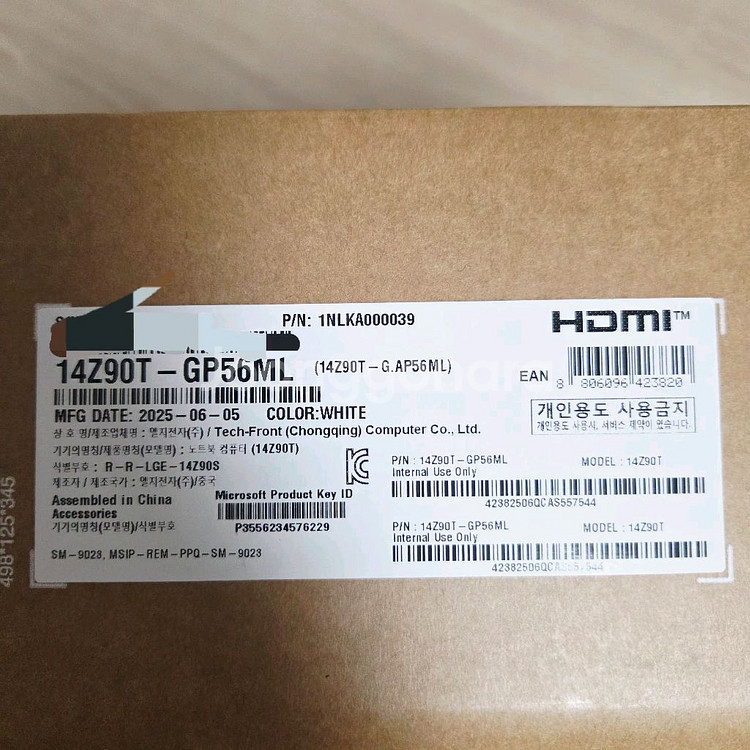 P/N: 1NLKA000039
HDMI™
14Z90T-GP56ML (14Z90T-G.AP56ML)
EAN 8 806096 423820
MFG DATE: 2025-06-05 COLOR:WHITE
개인용도 사용금지
개인용도 사용시, 서비스 제약이 있습니다.
상 호 명/제조업체명 : 엘지전자(주) / Tech-Front (Chongqing) Computer Co., Ltd.
기기의명칭/제품명칭(모델명) : 노트북 컴퓨터 (14Z90T)
식별부호 : R-R-LGE-14Z90S
제조자 / 제조국가 : 엘지전자(주)/중국
P/N : 14Z90T-GP56ML MODEL : 14Z90T
Internal Use Only
42382506QCAS557544
Assembled in China
Accessories
기기의명칭(모델명)/식별부호
Microsoft Product Key ID
P3556234576229
P/N : 14Z90T-GP56ML MODEL : 14Z90T
Internal Use Only
42382506QCAS557544
SM-9023, MSIP-REM-PPQ-SM-9023
498*125*345